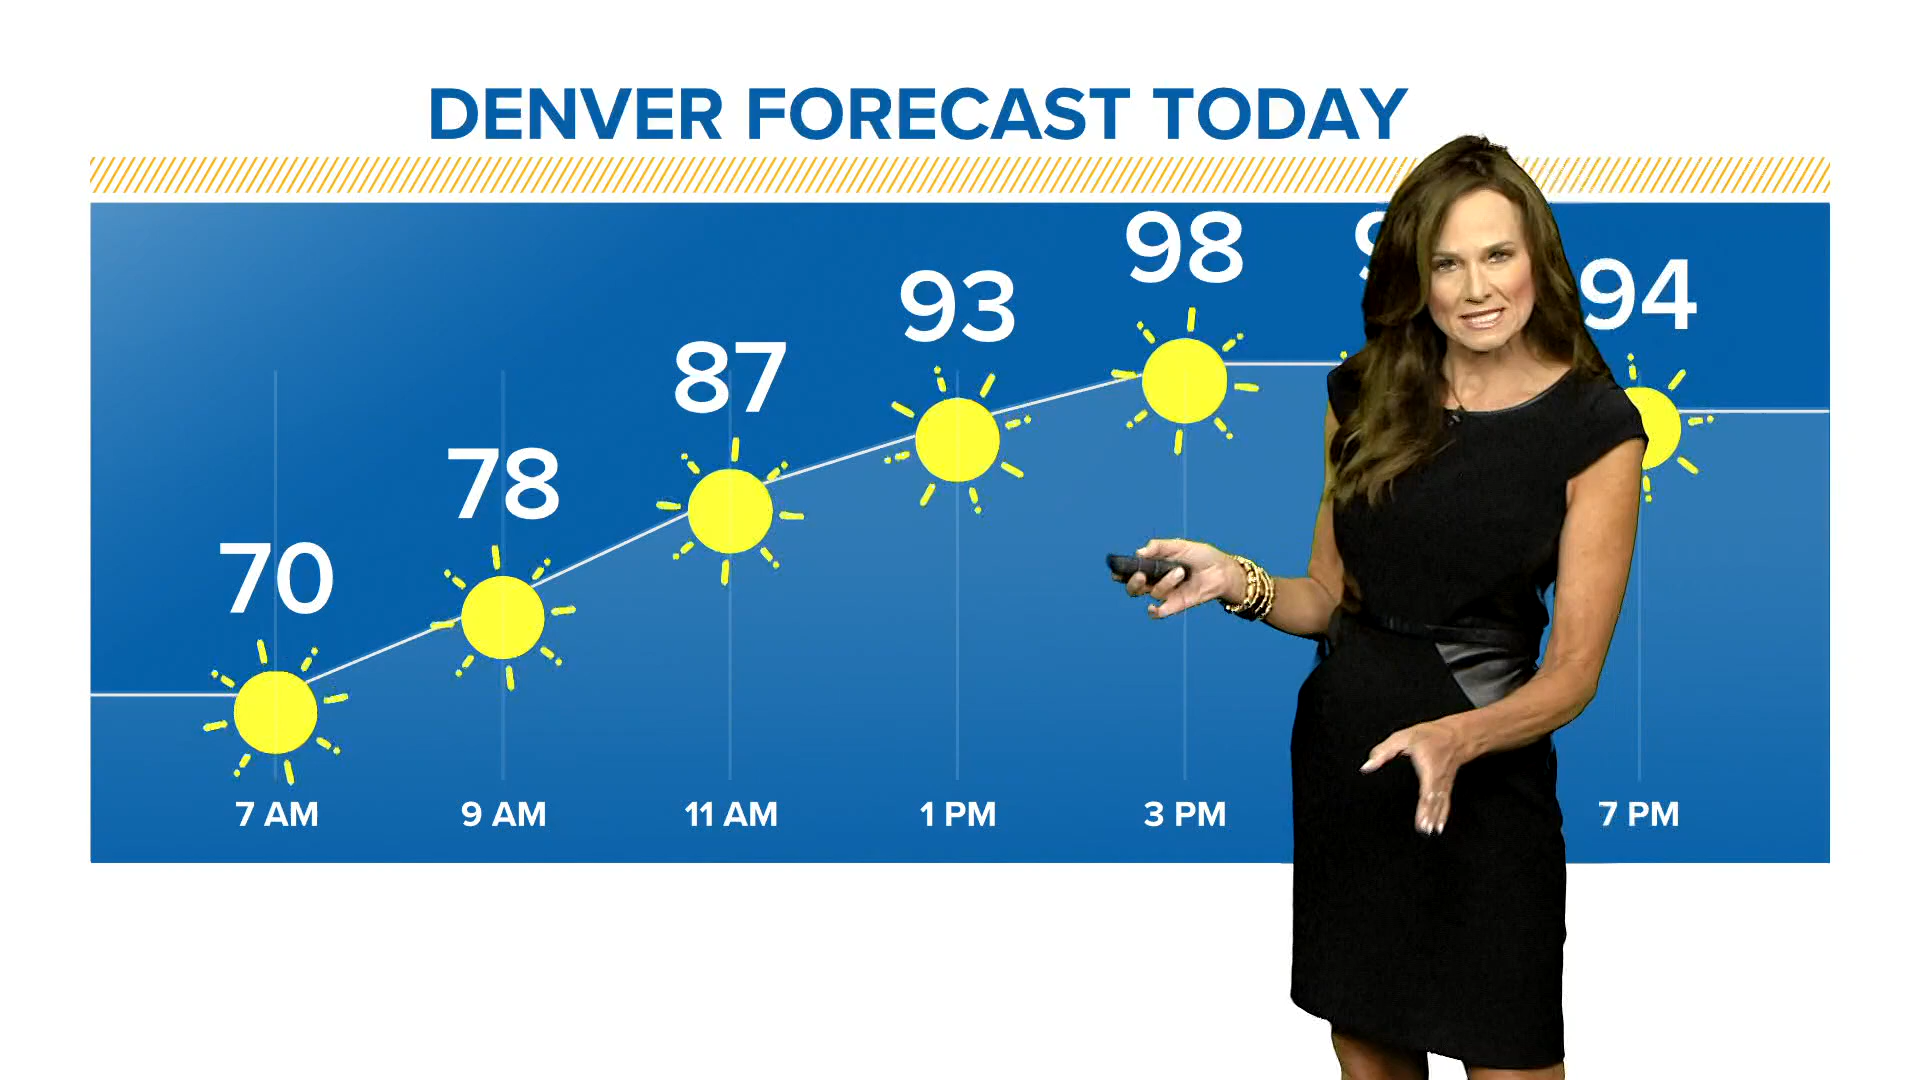 DENVER FORECAST TODAY
70 78 87 93 98 94
7 AM 9 AM 11 AM 1 PM 3 PM 7 PM